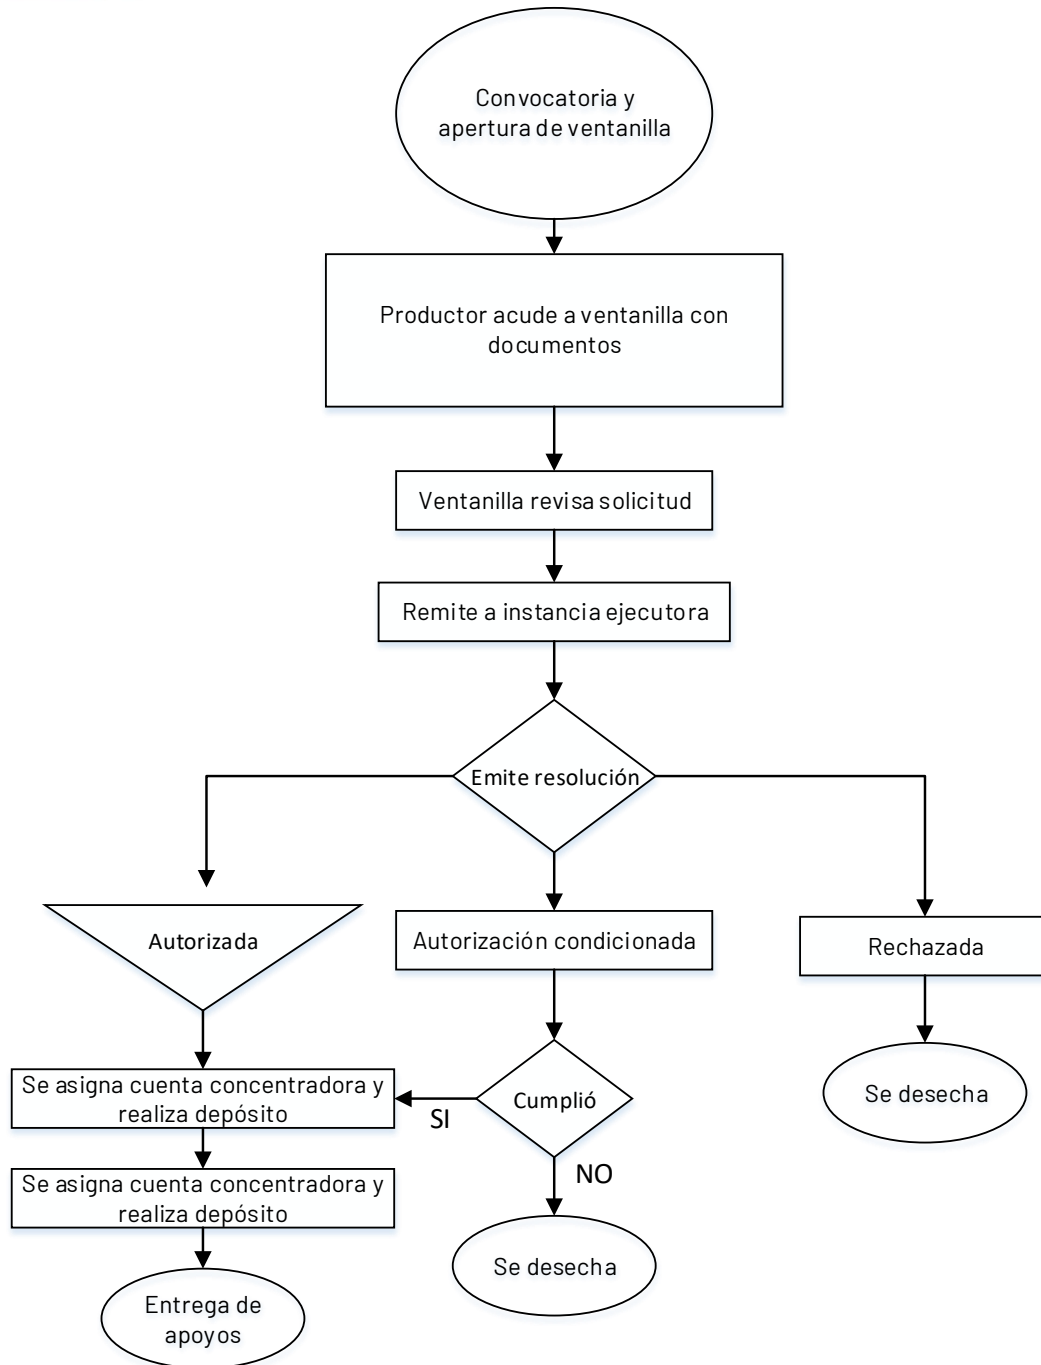 Convocatoria y
apertura de ventanilla
Productor acude a ventanilla con
documentos
Ventanilla revisa solicitud
Remite a instancia ejecutora
Emite resolución
Autorizada
Autorización condicionada
Rechazada
Se asigna cuenta concentradora y
realiza depósito
SI
Cumplió
Se desecha
NO
Se asigna cuenta concentradora y
realiza depósito
Se desecha
Entrega de
apoyos